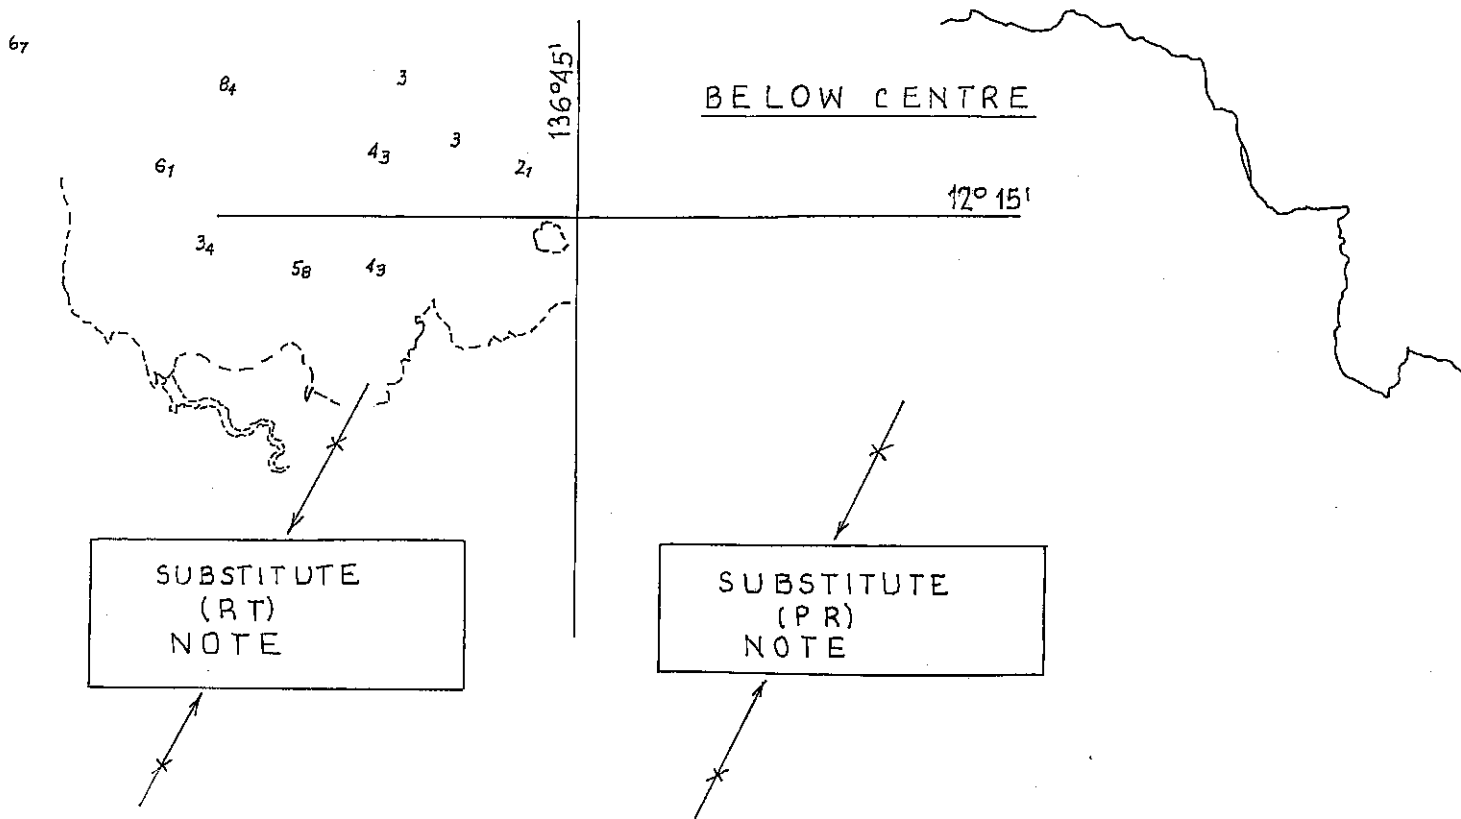 6₇
8₄
3
136°45'
BELOW CENTRE
3
4₃
6₁
2₁
12° 15'
3₄
5₈
4₃
SUBSTITUTE
(RT)
NOTE
SUBSTITUTE
(PR)
NOTE